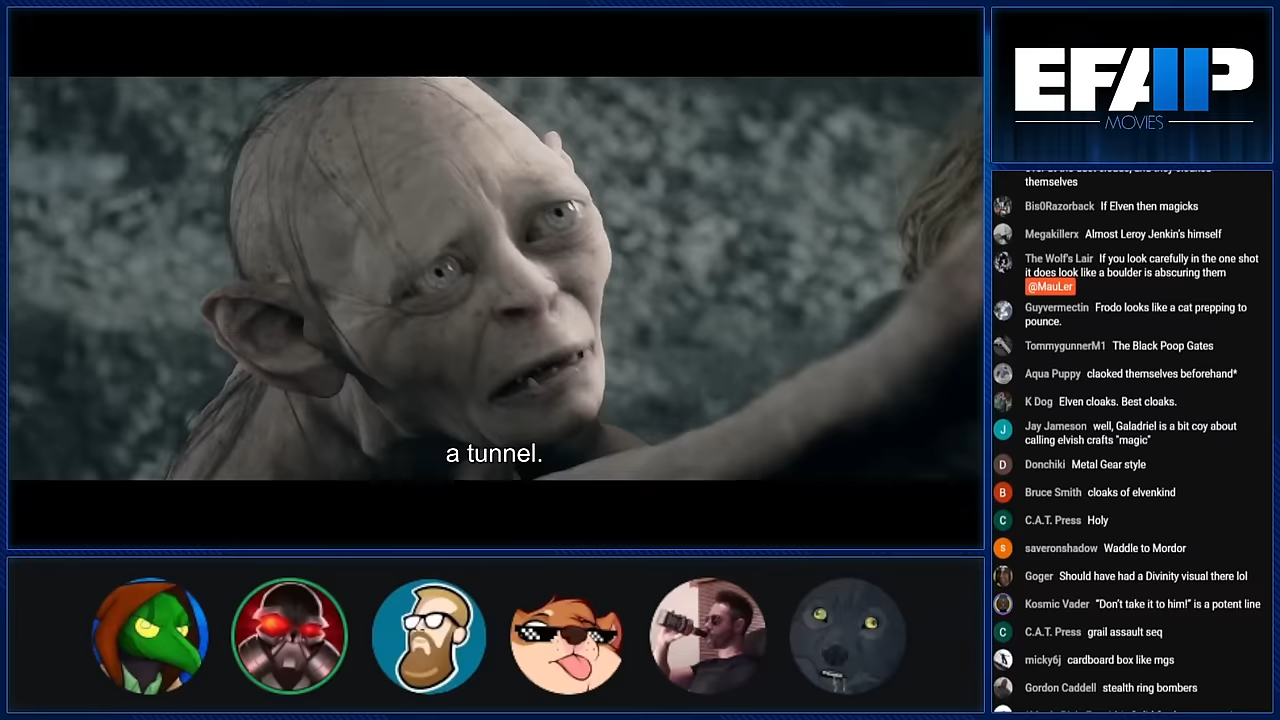 a tunnel.
EFAP
MOVIES
themselves
Bis0Razorback If Elven then magicks
Megakillerx Almost Leroy Jenkin's himself
The Wolf's Lair If you look carefully in the one shot
it does look like a boulder is abscuring them
@MauLer
Guyvermectin Frodo looks like a cat prepping to
pounce.
TommygunnerM1 The Black Poop Gates
Aqua Puppy claoked themselves beforehand*
K Dog Elven cloaks. Best cloaks.
J Jay Jameson well, Galadriel is a bit coy about
calling elvish crafts "magic"
D Donchiki Metal Gear style
B Bruce Smith cloaks of elvenkind
C C.A.T. Press Holy
s saveronshadow Waddle to Mordor
Goger Should have had a Divinity visual there lol
Kosmic Vader "Don't take it to him!" is a potent line
C C.A.T. Press grail assault seq
micky6j cardboard box like mgs
Gordon Caddell stealth ring bombers